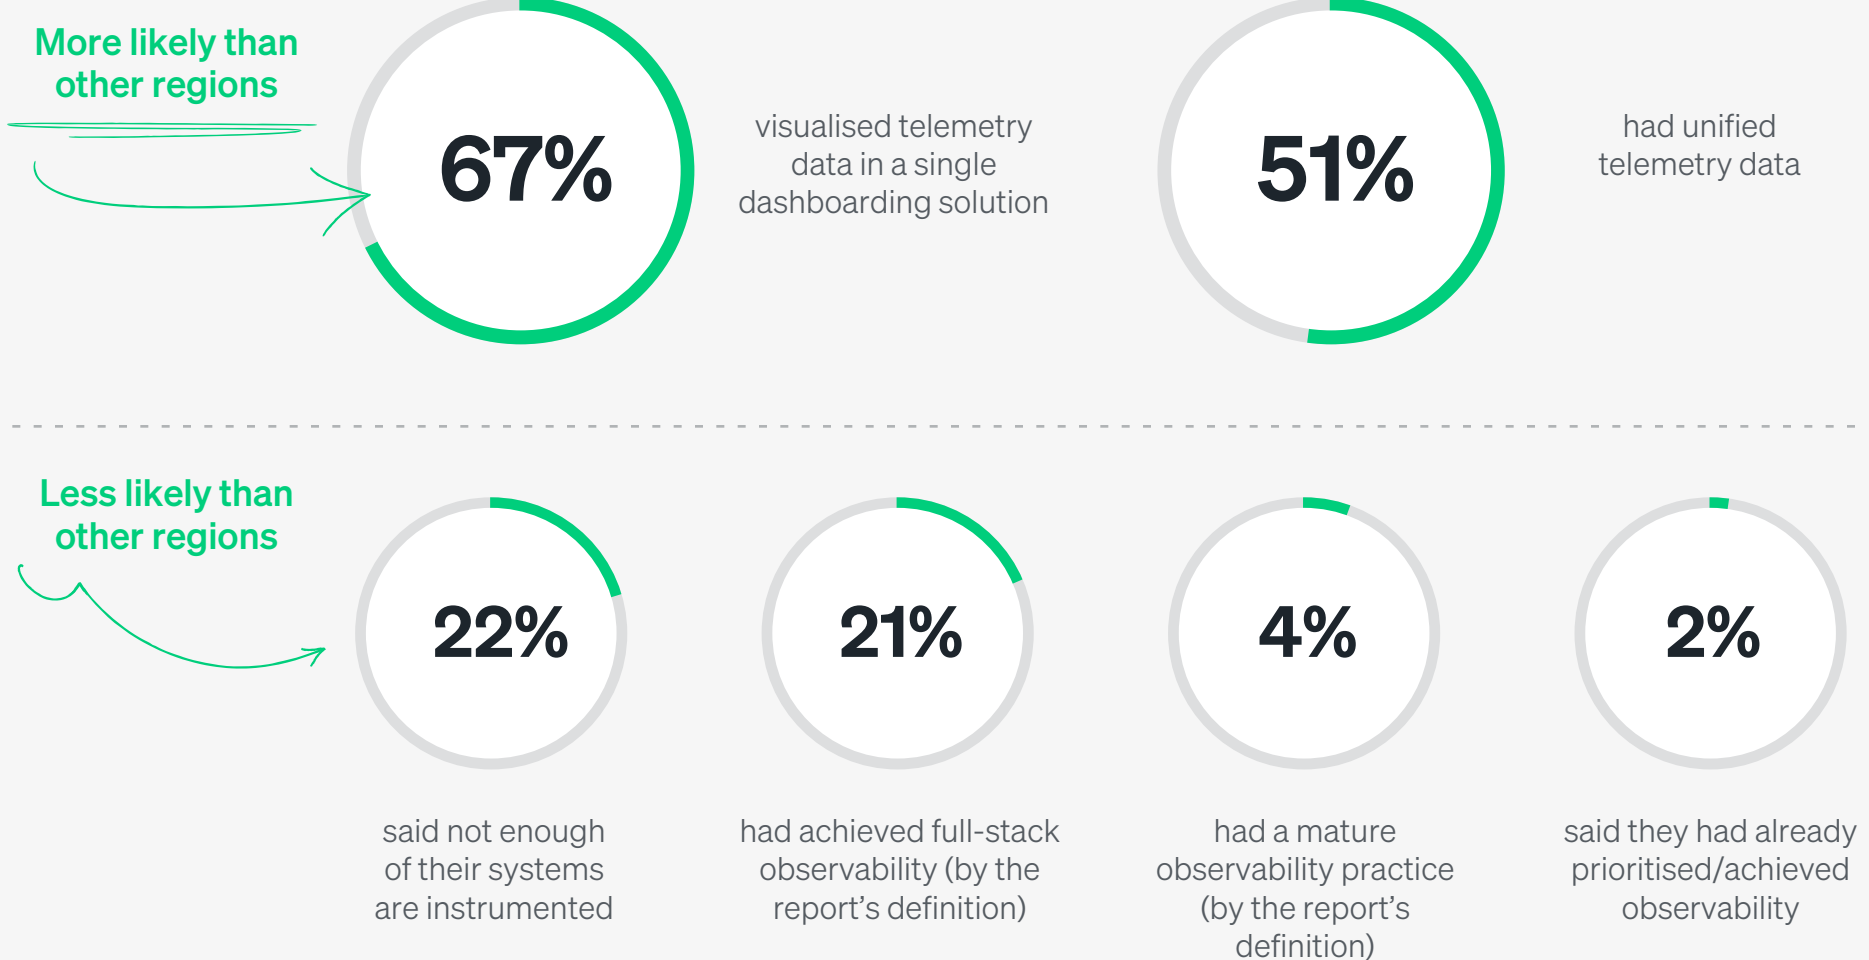 More likely than
other regions
67%
visualised telemetry
data in a single
dashboarding solution
51%
had unified
telemetry data
Less likely than
other regions
22%
said not enough
of their systems
are instrumented
21%
had achieved full-stack
observability (by the
report’s definition)
4%
had a mature
observability practice
(by the report’s
definition)
2%
said they had already
prioritised/achieved
observability